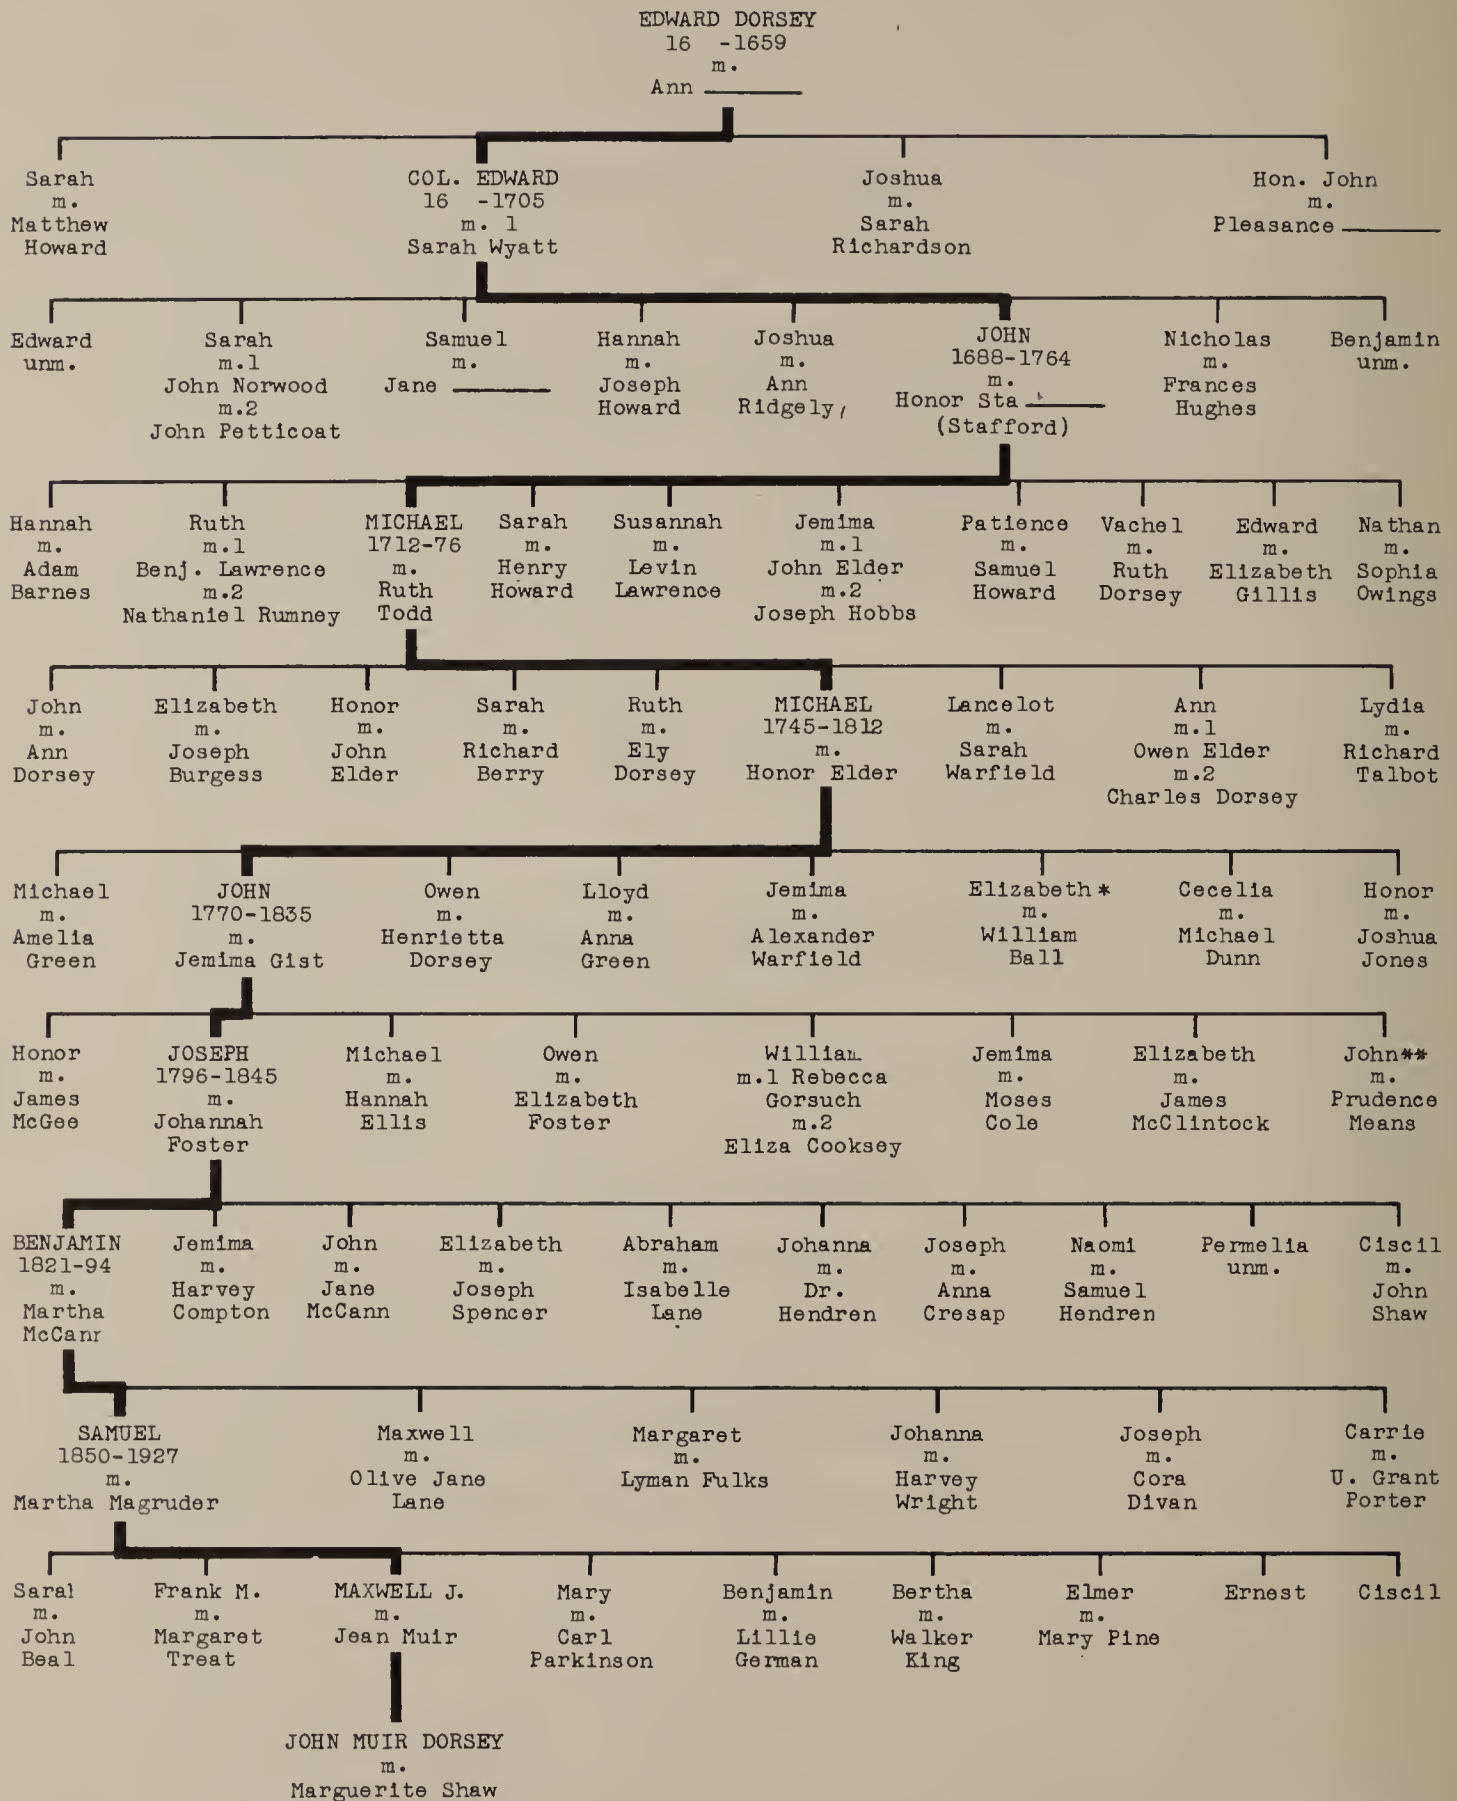 EDWARD DORSEY
16 -1659
m.
Ann
Sarah
m.
Matthew
Howard
COL. EDWARD
16 -1705
m. 1
Sarah Wyatt
Joshua
m.
Sarah
Richardson
Hon. John
m.
Pleasance
Edward
unm.
Sarah
m.1
John Norwood
m.2
John Petticoat
Samuel
m.
Jane
Hannah
m.
Joseph
Howard
Joshua
m.
Ann
Ridgely
JOHN
1688-1764
m.
Honor Sta
(Stafford)
Nicholas
m.
Frances
Hughes
Benjamin
unm.
Hannah
m.
Adam
Barnes
Ruth
m.1
Benj. Lawrence
m.2
Nathaniel Rumney
MICHAEL
1712-76
m.
Ruth
Todd
Sarah
m.
Henry
Howard
Susannah
m.
Levin
Lawrence
Jemima
m.1
John Elder
m.2
Joseph Hobbs
Patience
m.
Samuel
Howard
Vachel
m.
Ruth
Dorsey
Edward
m.
Elizabeth
Gillis
Nathan
m.
Sophia
Owings
John
m.
Ann
Dorsey
Elizabeth
m.
Joseph
Burgess
Honor
m.
John
Elder
Sarah
m.
Richard
Berry
Ruth
m.
Ely
Dorsey
MICHAEL
1745-1812
m.
Honor Elder
Lancelot
m.
Sarah
Warfield
Ann
m.1
Owen Elder
m.2
Charles Dorsey
Lydia
m.
Richard
Talbot
Michael
m.
Amelia
Green
JOHN
1770-1835
m.
Jemima Gist
Owen
m.
Henrietta
Dorsey
Lloyd
m.
Anna
Green
Jemima
m.
Alexander
Warfield
Elizabeth *
m.
William
Ball
Cecelia
m.
Michael
Dunn
Honor
m.
Joshua
Jones
Honor
m.
James
McGee
JOSEPH
1796-1845
m.
Johannah
Foster
Michael
m.
Hannah
Ellis
Owen
m.
Elizabeth
Foster
William
m.1 Rebecca
Gorsuch
m.2
Eliza Cooksey
Jemima
m.
Moses
Cole
Elizabeth
m.
James
McClintock
John**
m.
Prudence
Means
BENJAMIN
1821-94
m.
Martha
McCann
Jemima
m.
Harvey
Compton
John
m.
Jane
McCann
Elizabeth
m.
Joseph
Spencer
Abraham
m.
Isabelle
Lane
Johanna
m.
Dr.
Hendren
Joseph
m.
Anna
Cresap
Naomi
m.
Samuel
Hendren
Permelia
unm.
Ciscil
m.
John
Shaw
SAMUEL
1850-1927
m.
Martha Magruder
Maxwell
m.
Olive Jane
Lane
Margaret
m.
Lyman Fulks
Johanna
m.
Harvey
Wright
Joseph
m.
Cora
Divan
Carrie
m.
U. Grant
Porter
Sarah
m.
John
Beal
Frank M.
m.
Margaret
Treat
MAXWELL J.
m.
Jean Muir
Mary
m.
Carl
Parkinson
Benjamin
m.
Lillie
German
Bertha
m.
Walker
King
Elmer
m.
Mary Pine
Ernest
Ciscil
JOHN MUIR DORSEY
m.
Marguerite Shaw